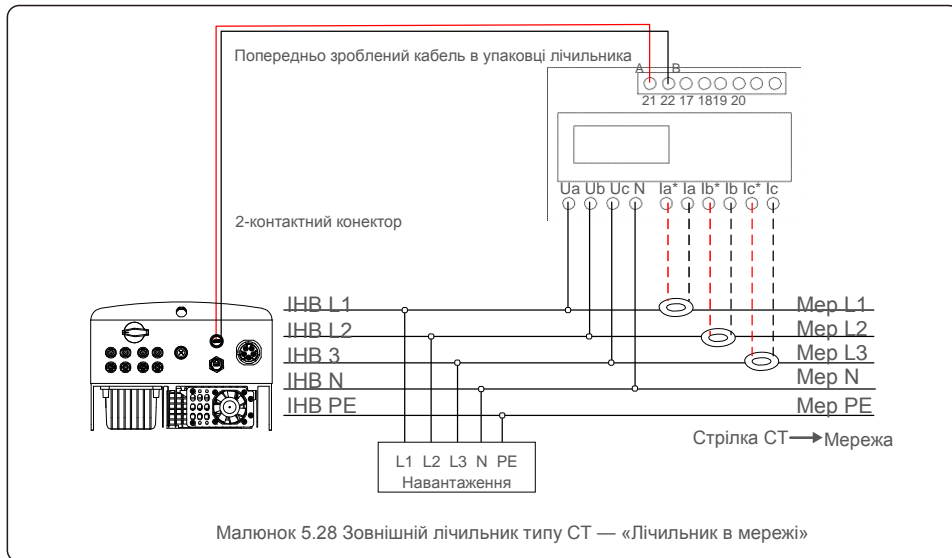 Попередньо зроблений кабель в упаковці лічильника
A B
21 22 17 1819 20
Ua Ub Uc N Ia* Ia Ib* Ib Ic* Ic
2-контактний конектор
ІНВ L1 Мер L1
ІНВ L2 Мер L2
ІНВ 3 Мер L3
ІНВ N Мер N
ІНВ PE Мер PE
Стрілка СТ Мережа
L1 L2 L3 N PE
Навантаження
Малюнок 5.28 Зовнішній лічильник типу СТ — «Лічильник в мережі»